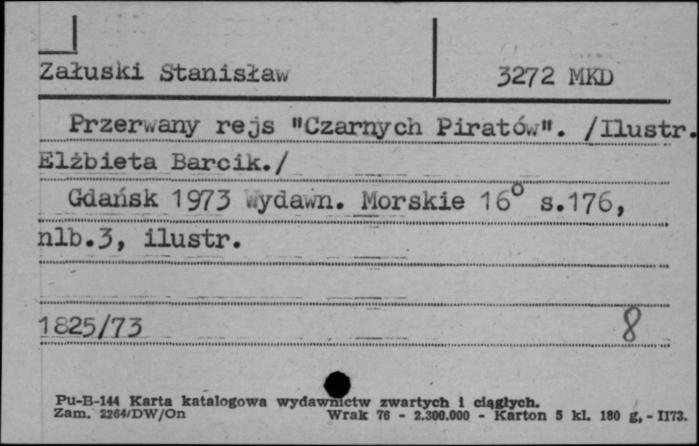 Załuski Stanisław 3272 MKD
Przerwany rejs "Czarnych Piratów". /Ilustr.
Elżbieta Barcik./
Gdańsk 1973 Wydawn. Morskie 16° s.176,
nlb.3, ilustr.
1825/73 8
Pu-B-144 Karta katalogowa wydawnictw zwartych i ciągłych.
Zam. 2264/DW/On Wrak 76 - 2.300.000 - Karton 5 kl. 180 g, - II73.